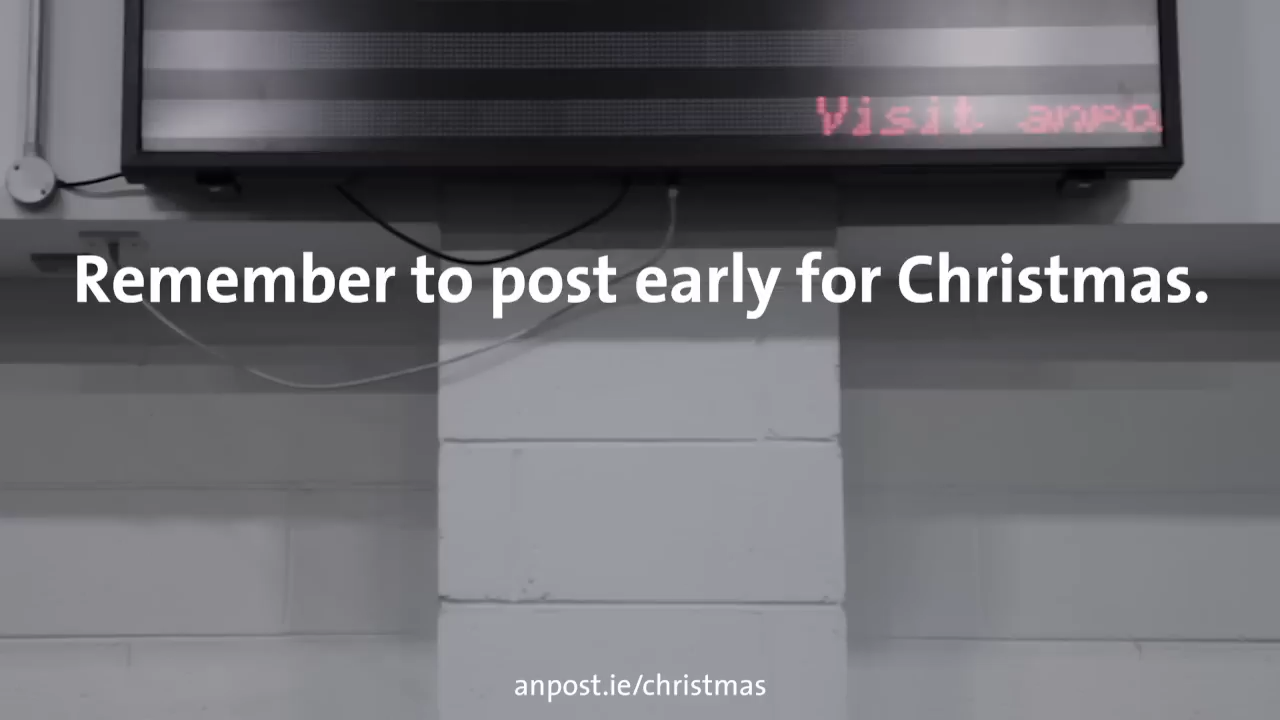 Visit anpo
Remember to post early for Christmas.
anpost.ie/christmas